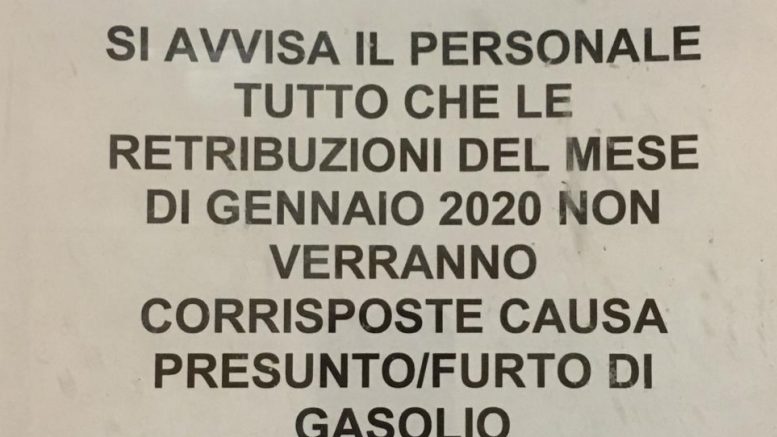 SI AVVISA IL PERSONALE
TUTTO CHE LE
RETRIBUZIONI DEL MESE
DI GENNAIO 2020 NON
VERRANNO
CORRISPOSTE CAUSA
PRESUNTO/FURTO DI
GASOLIO